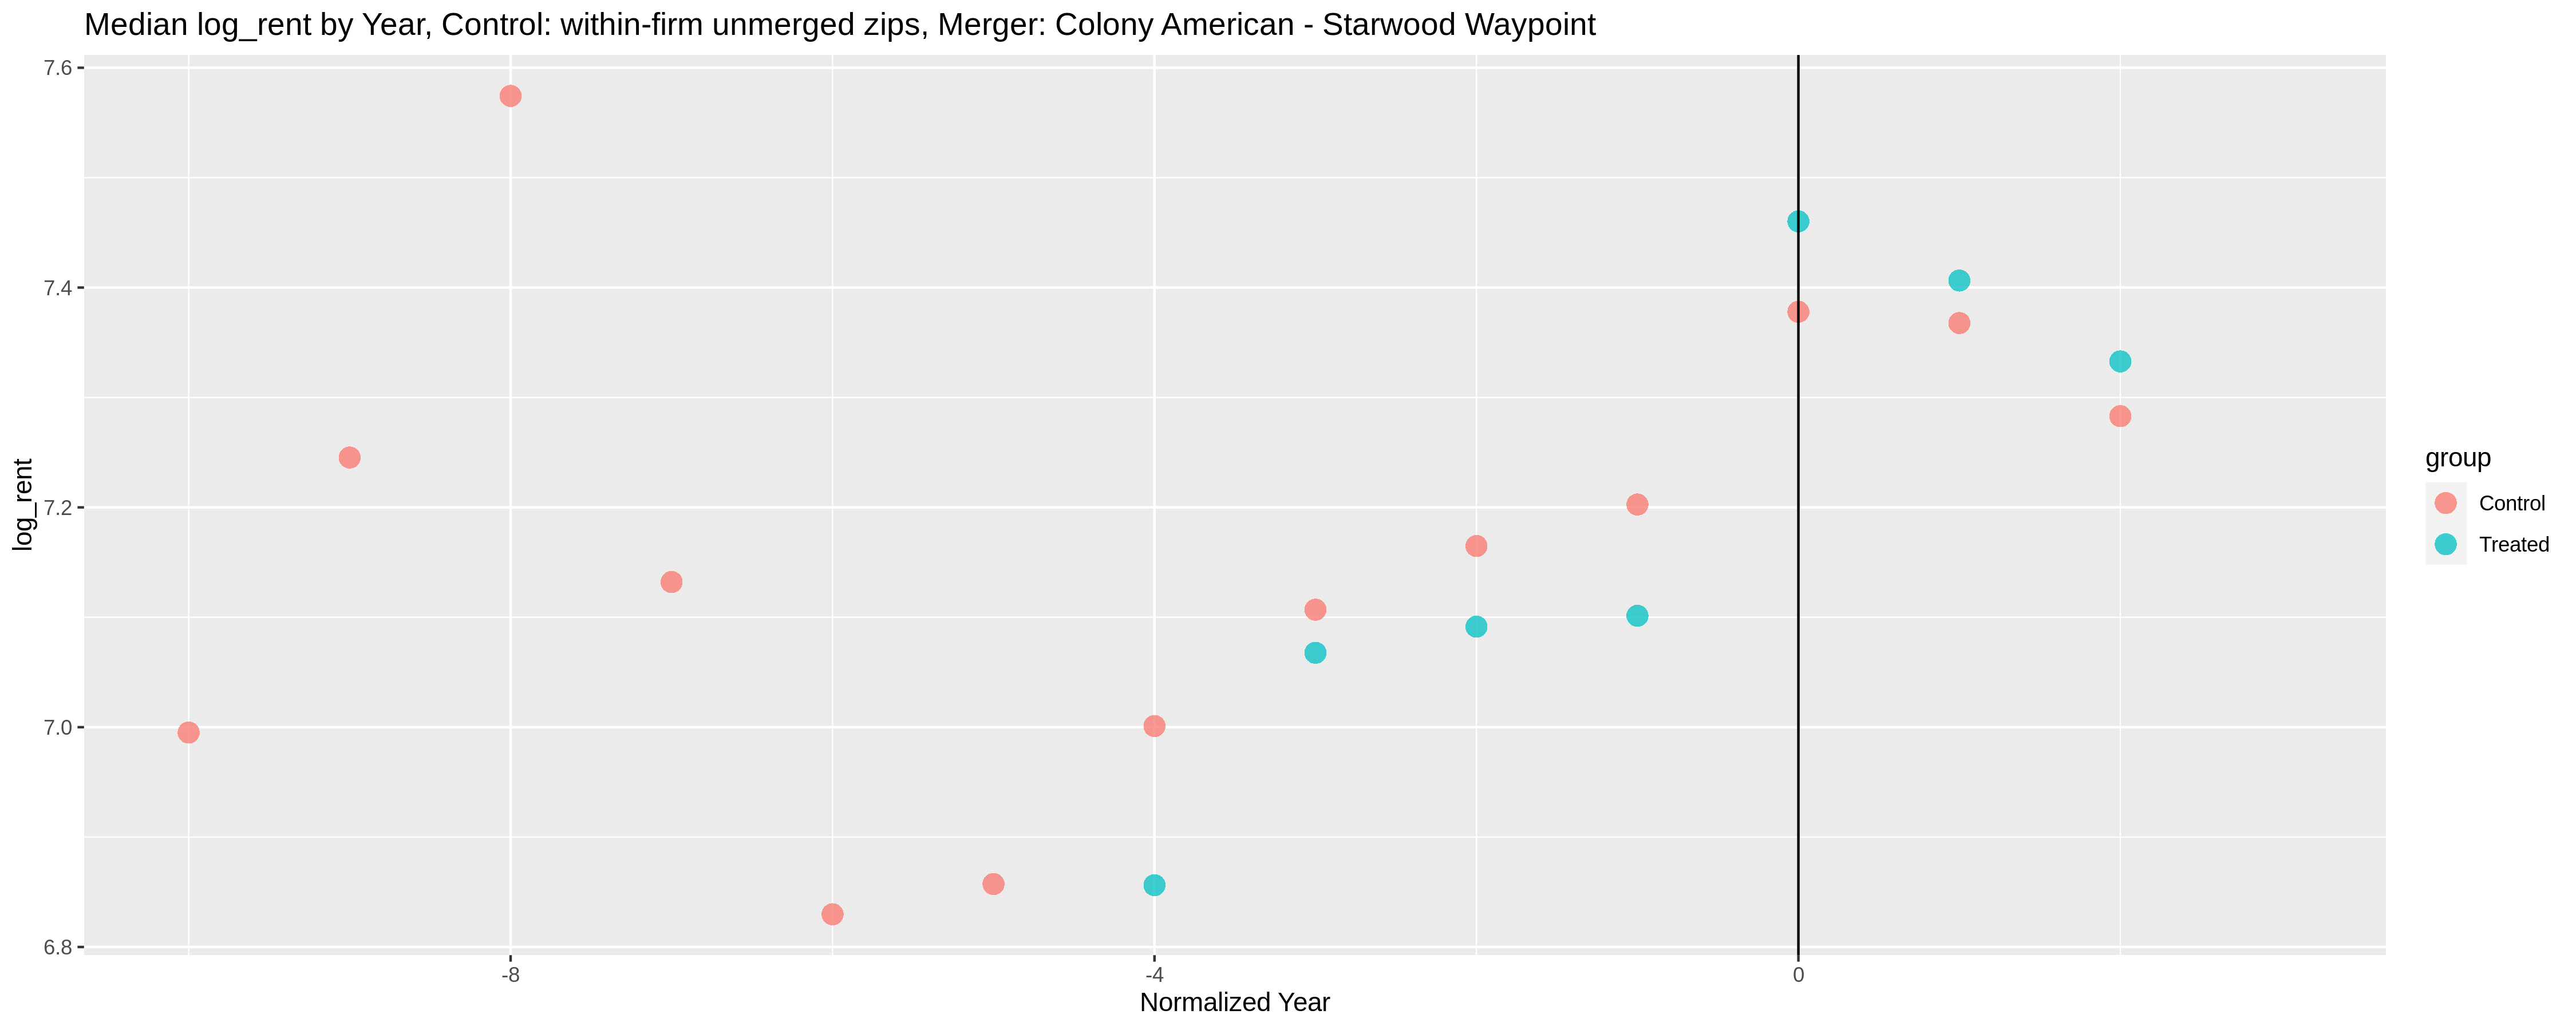 Median log_rent by Year, Control: within-firm unmerged zips, Merger: Colony American - Starwood Waypoint
7.6
7.4
7.2
7.0
6.8
log_rent
-8
-4
0
Normalized Year
group
Control
Treated